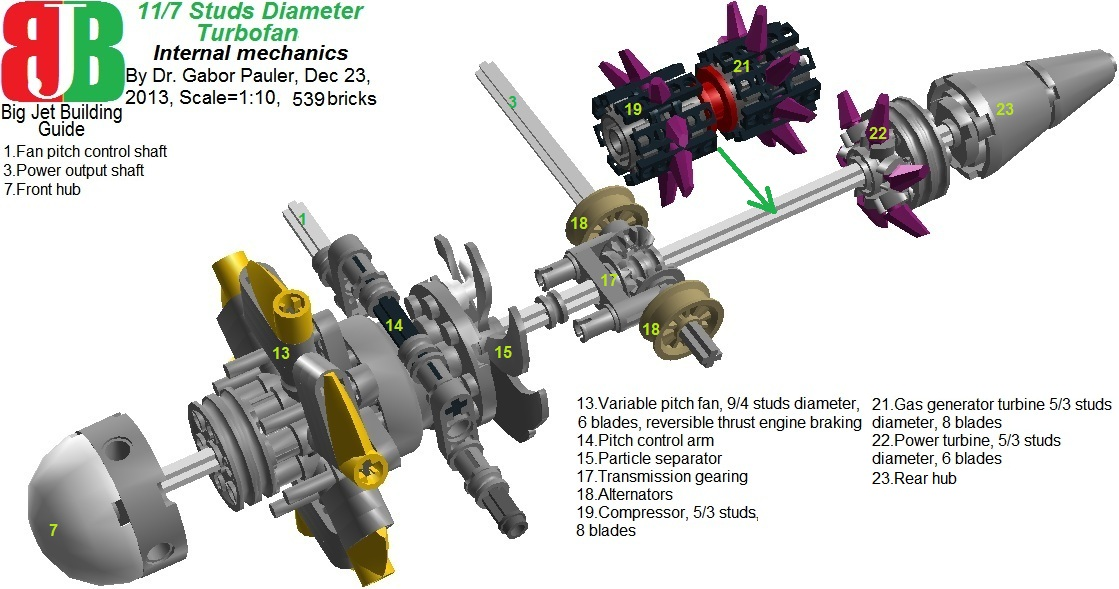 BJB
11/7 Studs Diameter
Turbofan
Internal mechanics
By Dr. Gabor Pauler, Dec 23,
2013, Scale=1:10, 539bricks
Big Jet Building
Guide
1.Fan pitch control shaft
3.Power output shaft
7.Front hub
3
19
21
22
23
18
1
17
14
15
18
13
7
13.Variable pitch fan, 9/4 studs diameter,
6 blades, reversible thrust engine braking
14.Pitch control arm
15.Particle separator
17.Transmission gearing
18.Alternators
19.Compressor, 5/3 studs,
8 blades
21.Gas generator turbine 5/3 studs
diameter, 8 blades
22.Power turbine, 5/3 studs
diameter, 6 blades
23.Rear hub